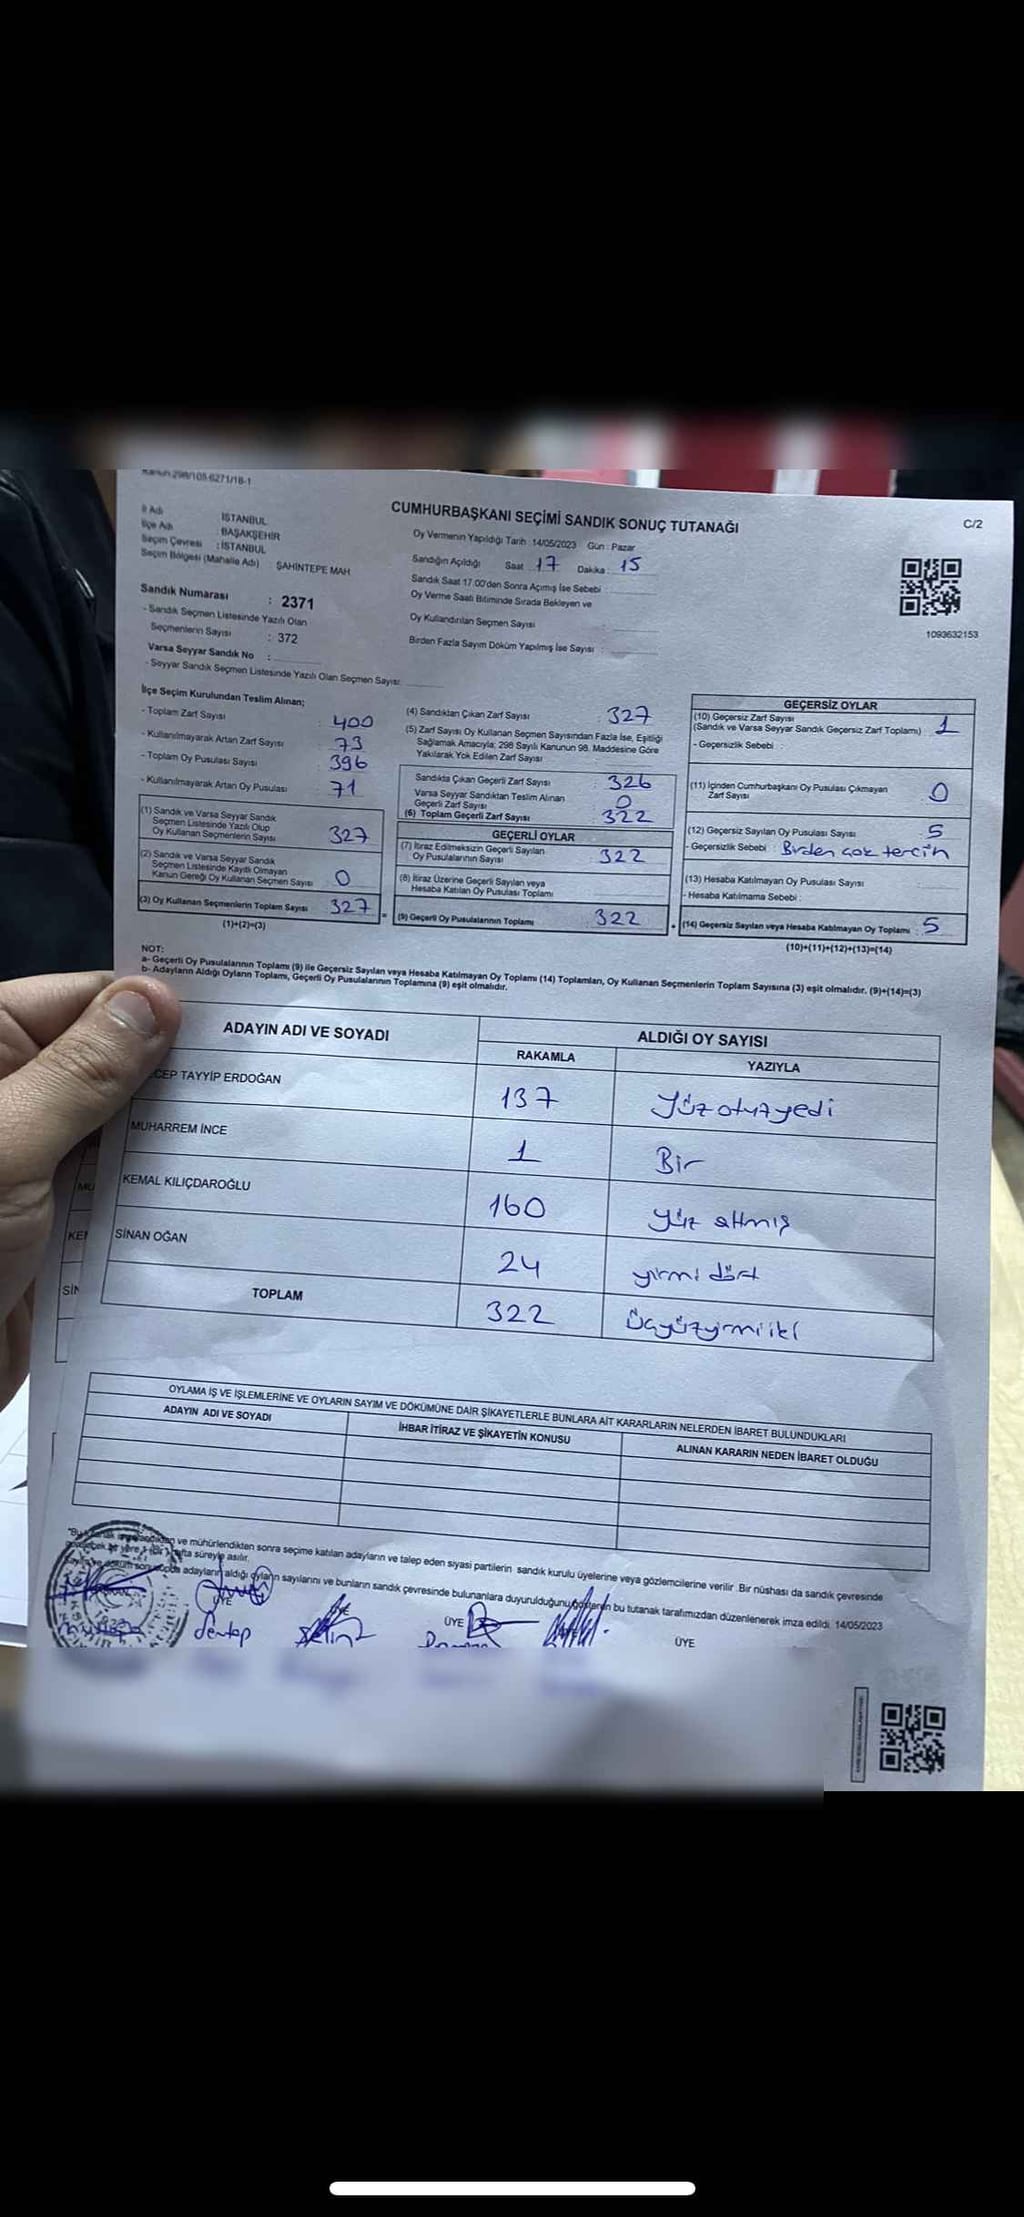 Kanun:298/105-6271/18-1
CUMHURBAŞKANI SEÇİMİ SANDIK SONUÇ TUTANAĞI
C/2
İl Adı İSTANBUL
İlçe Adı : BAŞAKŞEHİR
Seçim Çevresi : İSTANBUL
Seçim Bölgesi (Mahalle Adı) ŞAHİNTEPE MAH
Oy Vermenin Yapıldığı Tarih :14/05/2023 Gün : Pazar
Sandığın Açıldığı Saat 17 Dakika : 15
Sandık Saat 17:00'den Sonra Açımış İse Sebebi :
Oy Verme Saati Bitiminde Sırada Bekleyen ve
Oy Kullandırılan Seçmen Sayısı :
Birden Fazla Sayım Döküm Yapılmış İse Sayısı :
1093632153
Sandık Numarası : 2371
- Sandık Seçmen Listesinde Yazılı Olan
Seçmenlerin Sayısı : 372
Varsa Seyyar Sandık No :
- Seyyar Sandık Seçmen Listesinde Yazılı Olan Seçmen Sayısı:
İlçe Seçim Kurulundan Teslim Alınan;
- Toplam Zarf Sayısı : 400
- Kullanılmayarak Artan Zarf Sayısı : 73
- Toplam Oy Pusulası Sayısı : 396
- Kullanılmayarak Artan Oy Pusulası : 71
(1) Sandık ve Varsa Seyyar Sandık
Seçmen Listesinde Yazılı Olup
Oy Kullanan Seçmenlerin Sayısı : 327
(2) Sandık ve Varsa Seyyar Sandık
Seçmen Listesinde Kayıtlı Olmayan
Kanun Gereği Oy Kullanan Seçmen Sayısı : 0
(3) Oy Kullanan Seçmenlerin Toplam Sayısı : 327
(1)+(2)=(3)
(4) Sandıktan Çıkan Zarf Sayısı : 327
(5) Zarf Sayısı Oy Kullanan Seçmen Sayısından Fazla İse, Eşitliği
Sağlamak Amacıyla; 298 Sayılı Kanunun 98. Maddesine Göre
Yakılarak Yok Edilen Zarf Sayısı
Sandıkta Çıkan Geçerli Zarf Sayısı : 326
Varsa Seyyar Sandıktan Teslim Alınan
Geçerli Zarf Sayısı : 0
(6) Toplam Geçerli Zarf Sayısı : 322
GEÇERLİ OYLAR
(7) İtiraz Edilmeksizin Geçerli Sayılan
Oy Pusulalarının Sayısı : 322
(8) İtiraz Üzerine Geçerli Sayılan veya
Hesaba Katılan Oy Pusulası Toplamı :
= (9) Geçerli Oy Pusulalarının Toplamı 322
GEÇERSİZ OYLAR
(10) Geçersiz Zarf Sayısı
(Sandık ve Varsa Seyyar Sandık Geçersiz Zarf Toplamı) : 1
- Geçersizlik Sebebi :
(11) İçinden Cumhurbaşkanı Oy Pusulası Çıkmayan
Zarf Sayısı : 0
(12) Geçersiz Sayılan Oy Pusulası Sayısı : 5
- Geçersizlik Sebebi : Birden çok tercih
(13) Hesaba Katılmayan Oy Pusulası Sayısı :
- Hesaba Katılmama Sebebi :
+ (14) Geçersiz Sayılan veya Hesaba Katılmayan Oy Toplamı : 5
(10)+(11)+(12)+(13)=(14)
NOT:
a- Geçerli Oy Pusulalarının Toplamı (9) ile Geçersiz Sayılan veya Hesaba Katılmayan Oy Toplamı (14) Toplamları, Oy Kullanan Seçmenlerin Toplam Sayısına (3) eşit olmalıdır. (9)+(14)=(3)
b- Adayların Aldığı Oyların Toplamı, Geçerli Oy Pusulalarının Toplamına (9) eşit olmalıdır.
ADAYIN ADI VE SOYADI ALDIĞI OY SAYISI
RAKAMLA YAZIYLA
CEP TAYYİP ERDOĞAN 137 Yüz otuz yedi
MUHARREM İNCE 1 Bir
KEMAL KILIÇDAROĞLU 160 yüz altmış
SİNAN OĞAN 24 yirmi dört
TOPLAM 322 Üçyüzyirmiiki
MU
KEI
SİN
OYLAMA İŞ VE İŞLEMLERİNE VE OYLARIN SAYIM VE DÖKÜMÜNE DAİR ŞİKAYETLERLE BUNLARA AİT KARARLARIN NELERDEN İBARET BULUNDUKLARI
ADAYIN ADI VE SOYADI İHBAR İTİRAZ VE ŞİKAYETİN KONUSU ALINAN KARARIN NEDEN İBARET OLDUĞU
ve mühürlendikten sonra seçime katılan adayların ve talep eden siyasi partilerin sandık kurulu üyelerine veya gözlemcilerine verilir .Bir nüshası da sandık çevresinde
hafta süreyle asılır.
adayların aldığı oyların sayılarını ve bunların sandık çevresinde bulunanlara duyurulduğunu gösteren bu tutanak tarafımızdan düzenlenerek imza edildi. 14/05/2023
ÜYE ÜYE ÜYE